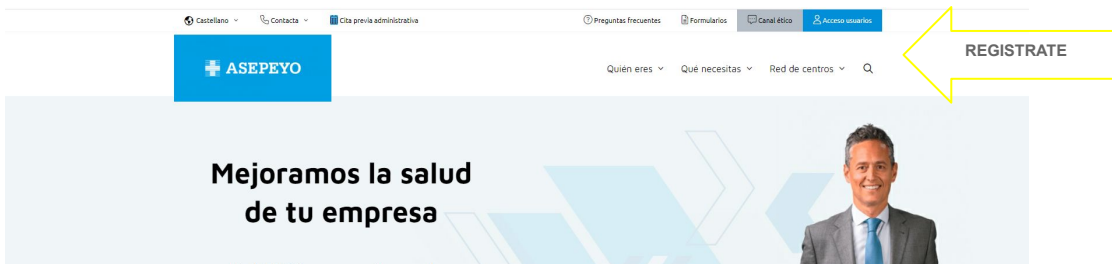 Castellano Contacta Cita previa administrativa Preguntas frecuentes Formularios Canal ético Acceso usuarios
REGISTRATE
ASEPEYO Quién eres Qué necesitas Red de centros
Mejoramos la salud
de tu empresa